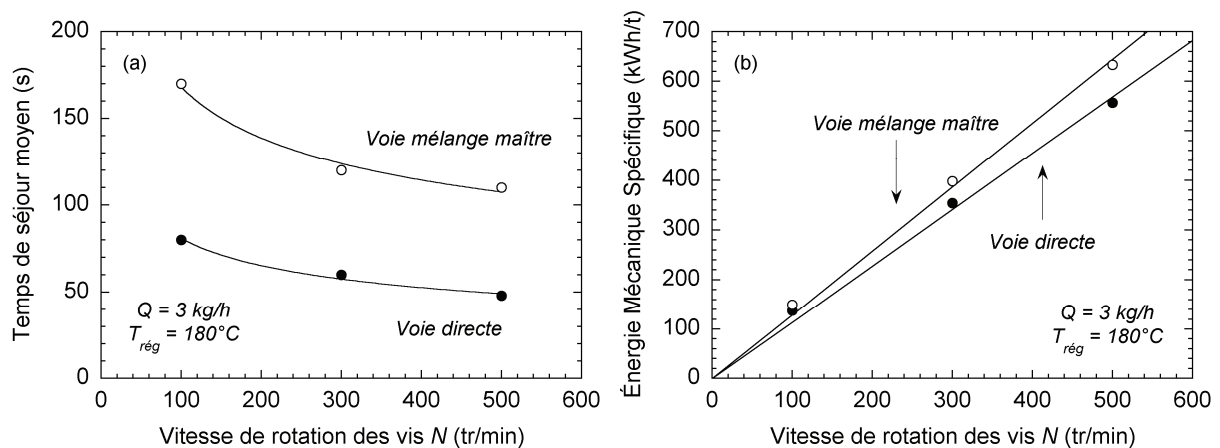 200
150
100
50
0
Temps de séjour moyen (s)
(a)
Voie mélange maître
Voie directe
Q = 3 kg/h
T_rég = 180°C
0 100 200 300 400 500 600
Vitesse de rotation des vis N (tr/min)
700
600
500
400
300
200
100
0
Énergie Mécanique Spécifique (kWh/t)
(b)
Voie mélange maître
Voie directe
Q = 3 kg/h
T_rég = 180°C
0 100 200 300 400 500 600
Vitesse de rotation des vis N (tr/min)